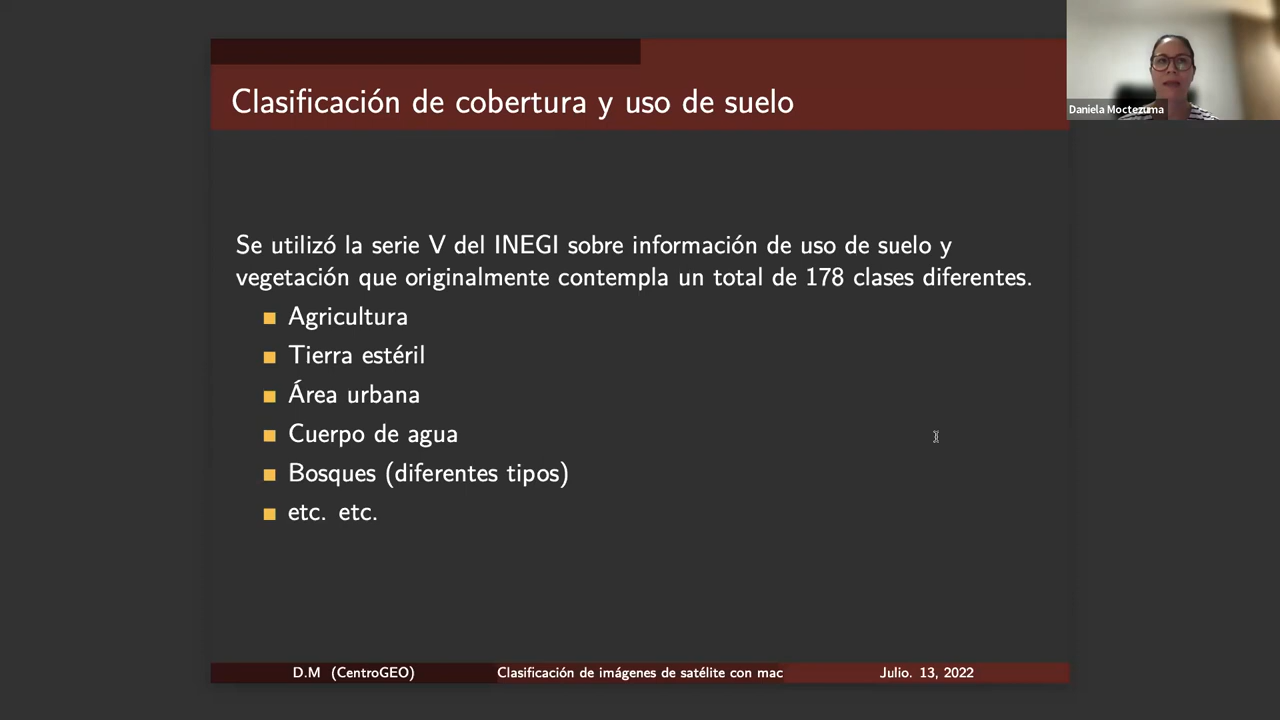 Clasificación de cobertura y uso de suelo
Daniela Moctezuma
Se utilizó la serie V del INEGI sobre información de uso de suelo y
vegetación que originalmente contempla un total de 178 clases diferentes.
Agricultura
Tierra estéril
Área urbana
Cuerpo de agua
Bosques (diferentes tipos)
etc. etc.
D.M (CentroGEO) Clasificación de imágenes de satélite con mac Julio. 13, 2022